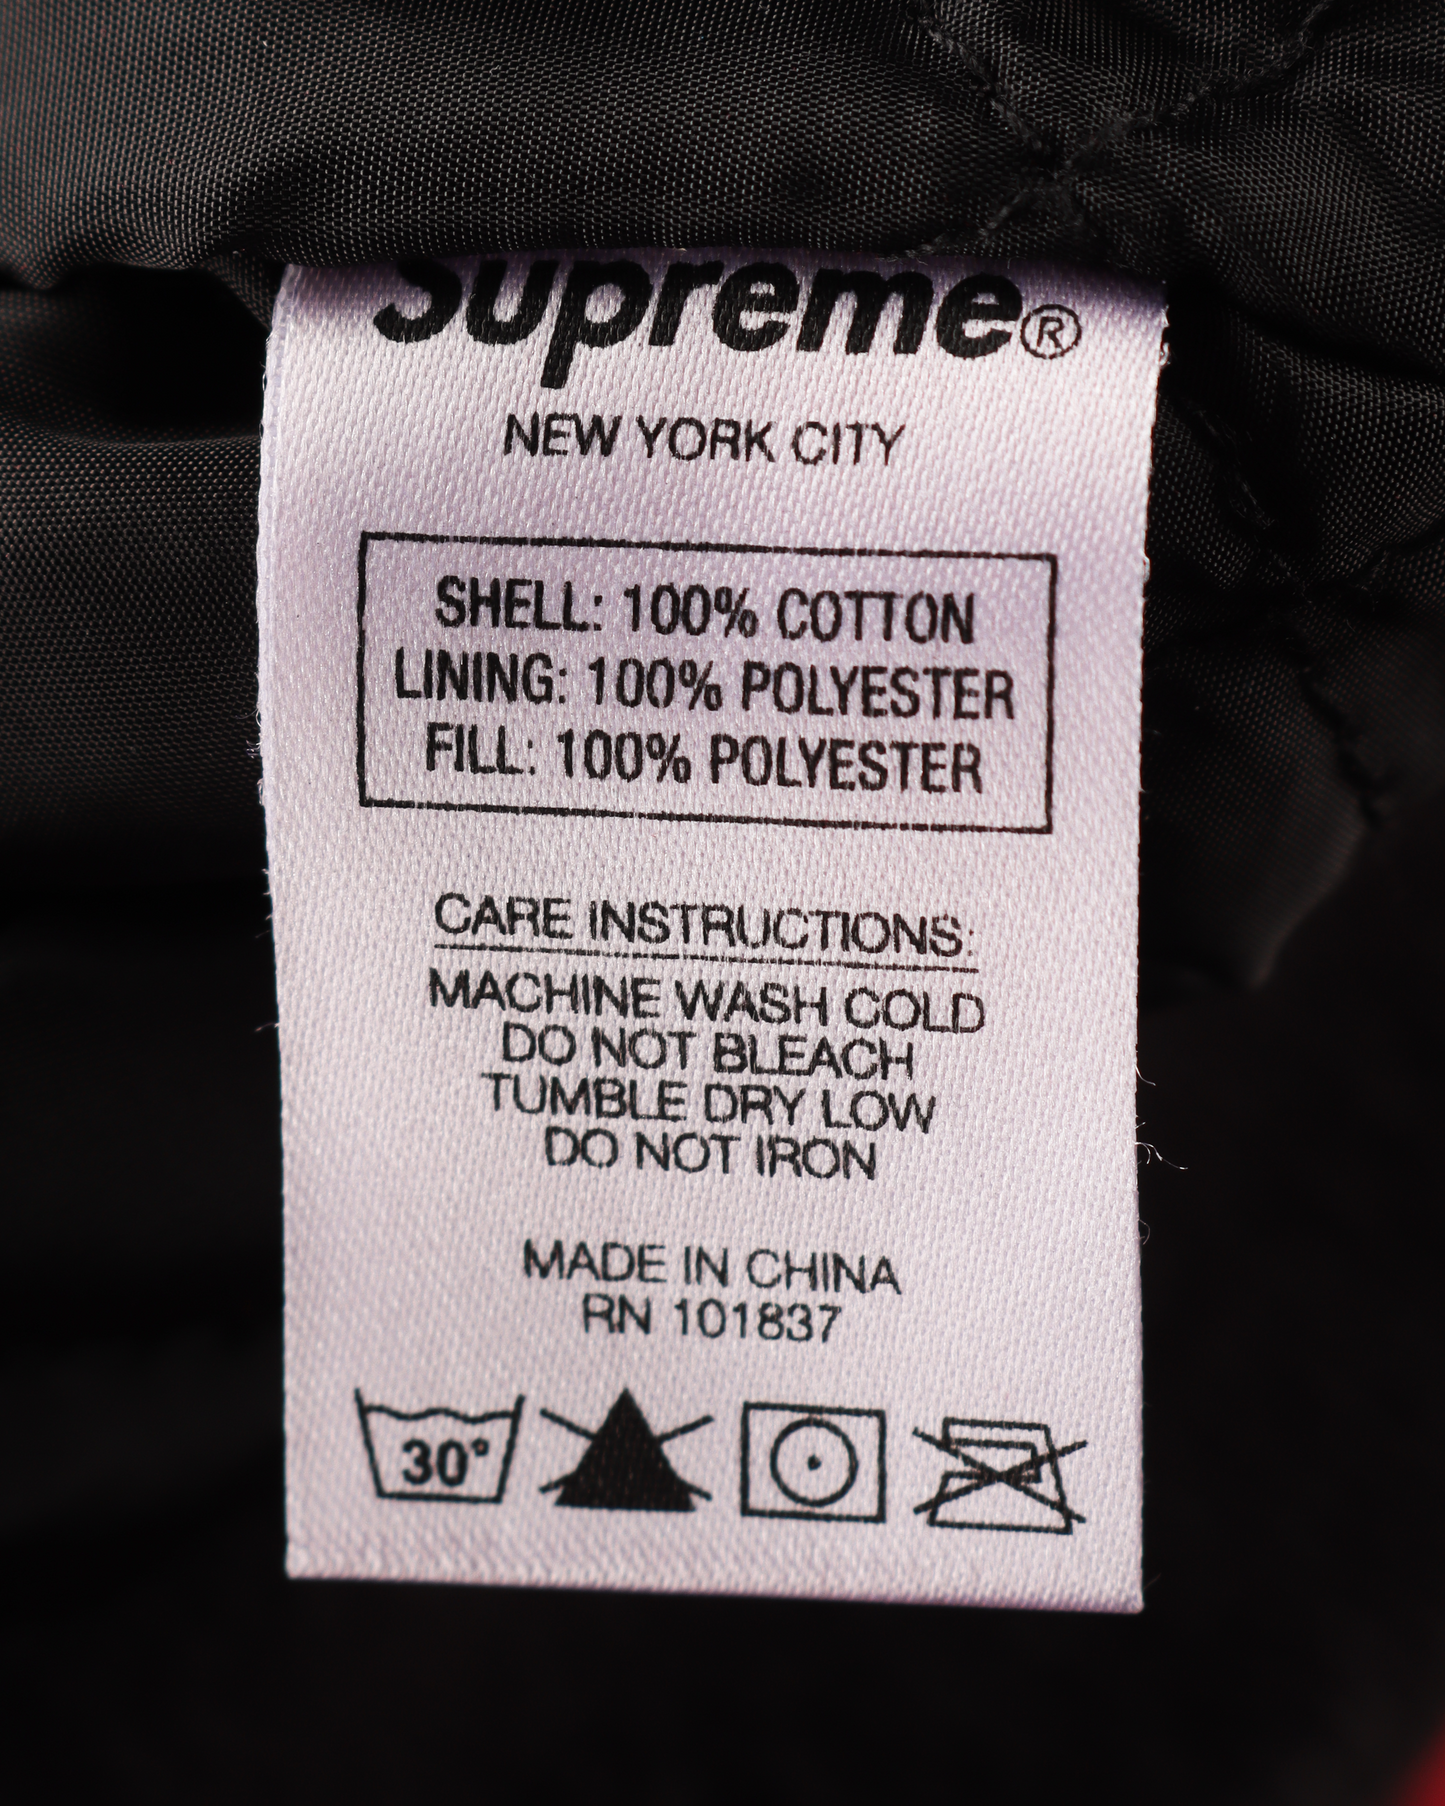 Supreme®
NEW YORK CITY
SHELL: 100% COTTON
LINING: 100% POLYESTER
FILL: 100% POLYESTER
CARE INSTRUCTIONS:
MACHINE WASH COLD
DO NOT BLEACH
TUMBLE DRY LOW
DO NOT IRON
MADE IN CHINA
RN 101837
30°